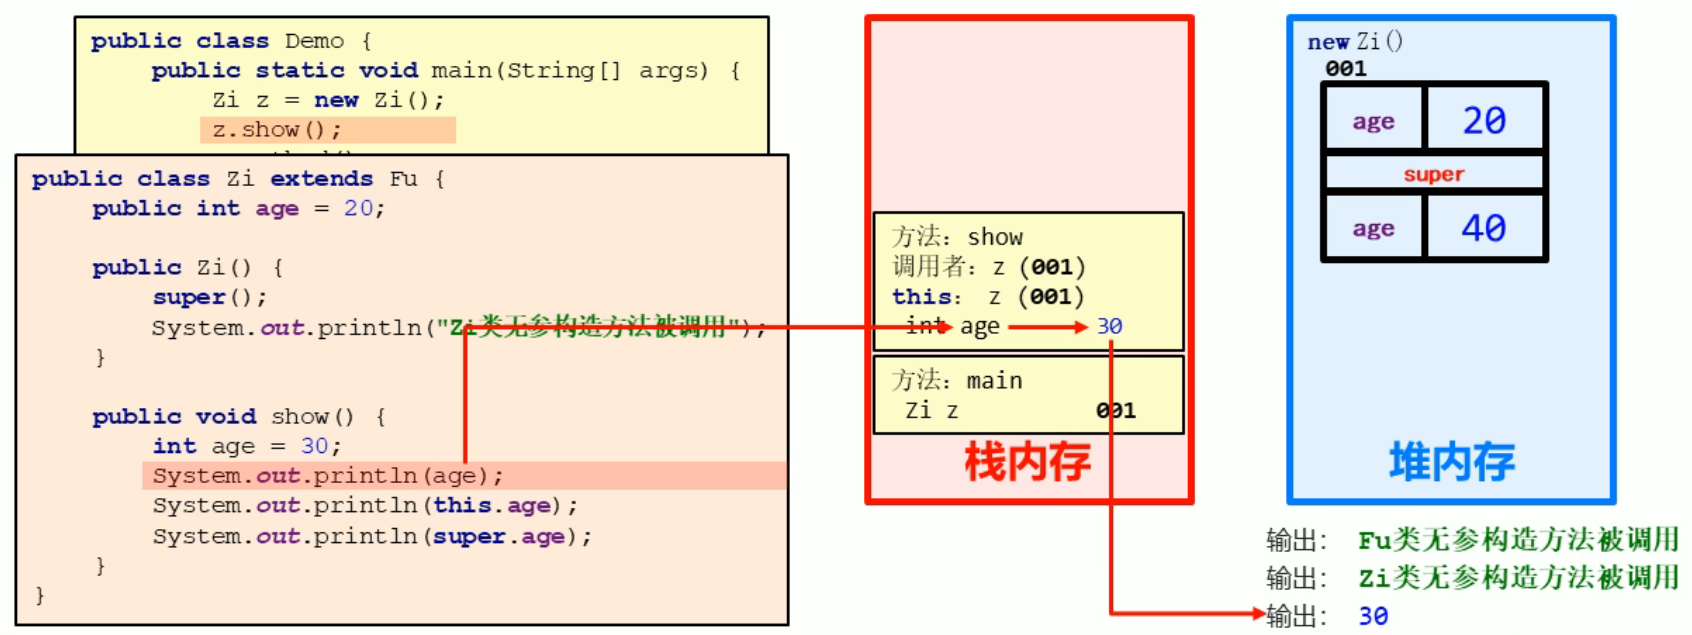 public class Demo {
public static void main(String[] args) {
Zi z = new Zi();
z.show();
public class Zi extends Fu {
public int age = 20;
public Zi() {
super();
System.out.println("Zi类无参构造方法被调用");
}
public void show() {
int age = 30;
System.out.println(age);
System.out.println(this.age);
System.out.println(super.age);
}
}
方法: show
调用者: z (001)
this: z (001)
int age 30
方法: main
Zi z 001
栈内存
new Zi()
001
age 20
super
age 40
堆内存
输出: Fu类无参构造方法被调用
输出: Zi类无参构造方法被调用
输出: 30